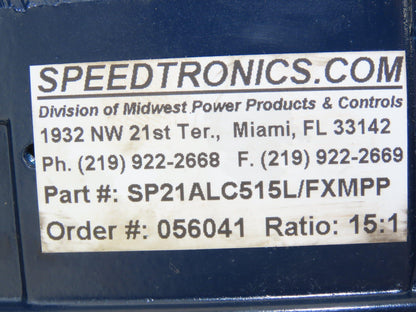 SPEEDTRONICS.COM
Division of Midwest Power Products & Controls
1932 NW 21st Ter., Miami, FL 33142
Ph. (219) 922-2668 F. (219) 922-2669
Part #: SP21ALC515L/FXMPP
Order #: 056041 Ratio: 15:1